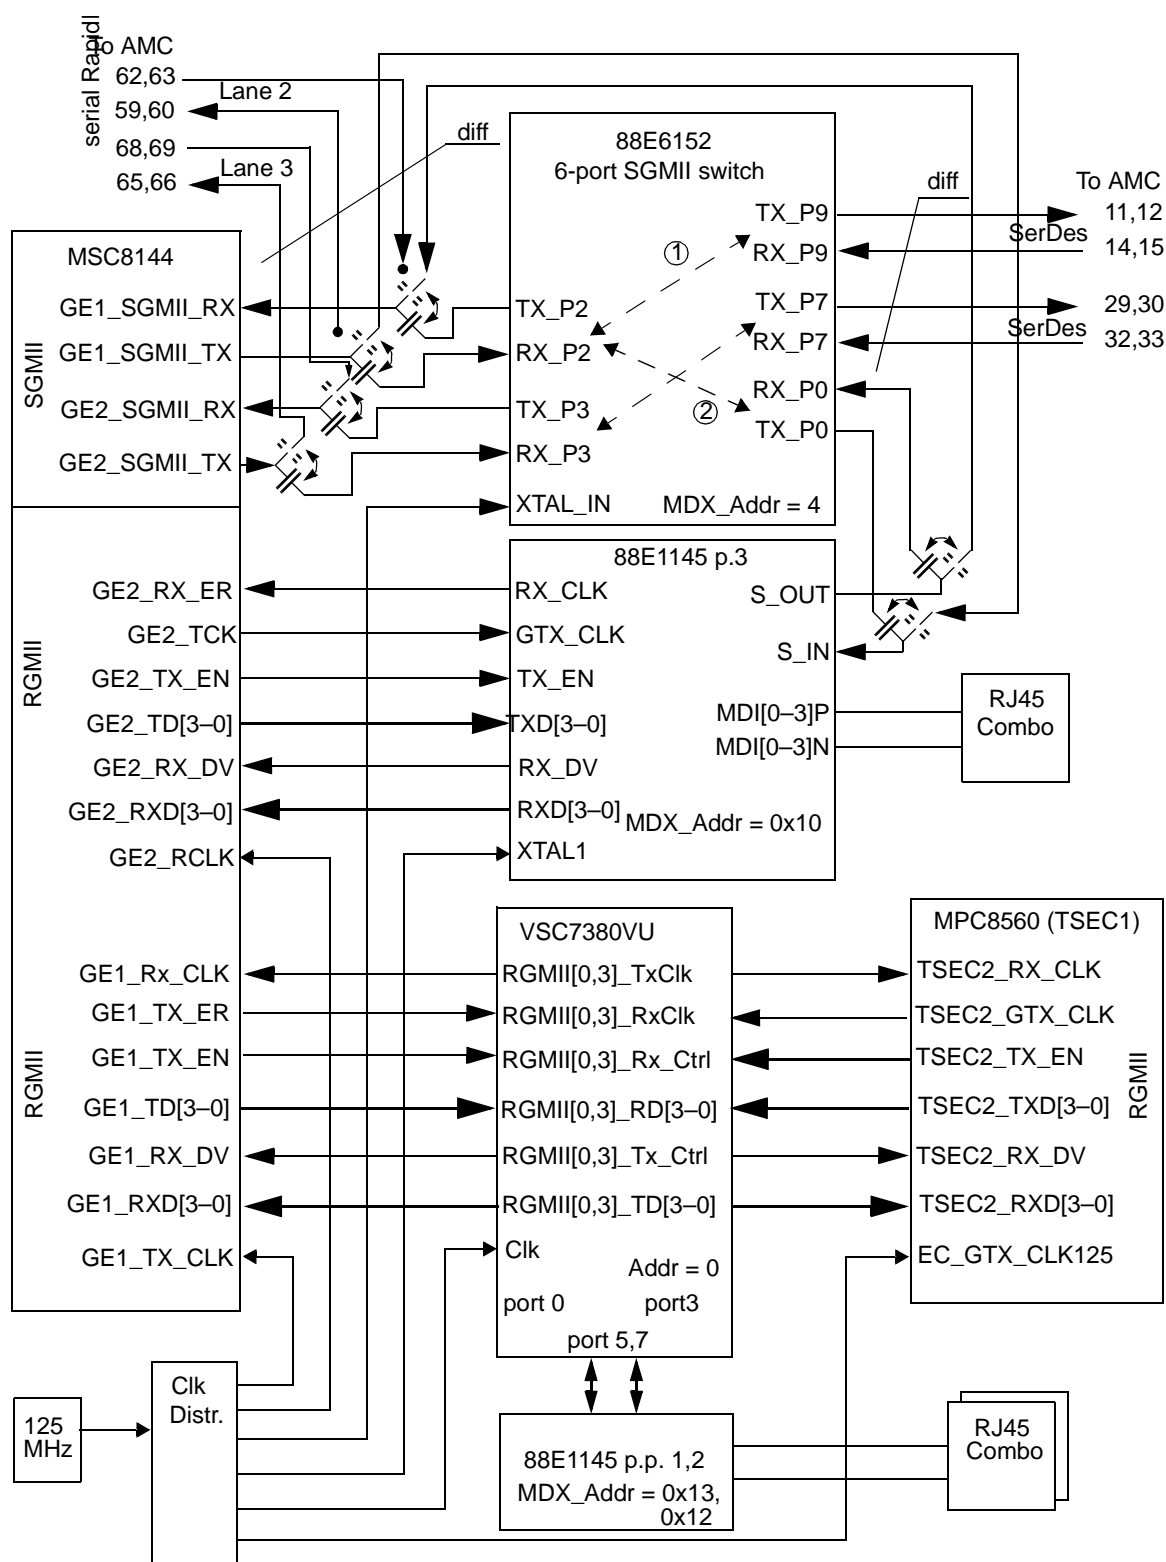 To AMC
serial RapidI
62,63
59,60
Lane 2
68,69
65,66
Lane 3
diff
88E6152
6-port SGMII switch
TX_P9
RX_P9
TX_P7
RX_P7
RX_P0
TX_P0
TX_P2
RX_P2
TX_P3
RX_P3
XTAL_IN
MDX_Addr = 4
1
2
diff
To AMC
11,12
SerDes
14,15
29,30
SerDes
32,33
MSC8144
SGMII
GE1_SGMII_RX
GE1_SGMII_TX
GE2_SGMII_RX
GE2_SGMII_TX
RGMII
GE2_RX_ER
GE2_TCK
GE2_TX_EN
GE2_TD[3–0]
GE2_RX_DV
GE2_RXD[3–0]
GE2_RCLK
88E1145 p.3
RX_CLK
GTX_CLK
TX_EN
TXD[3–0]
RX_DV
RXD[3–0]
XTAL1
S_OUT
S_IN
MDI[0–3]P
MDI[0–3]N
MDX_Addr = 0x10
RJ45
Combo
RGMII
GE1_Rx_CLK
GE1_TX_ER
GE1_TX_EN
GE1_TD[3–0]
GE1_RX_DV
GE1_RXD[3–0]
GE1_TX_CLK
VSC7380VU
RGMII[0,3]_TxClk
RGMII[0,3]_RxClk
RGMII[0,3]_Rx_Ctrl
RGMII[0,3]_RD[3–0]
RGMII[0,3]_Tx_Ctrl
RGMII[0,3]_TD[3–0]
Clk
Addr = 0
port 0
port3
port 5,7
MPC8560 (TSEC1)
TSEC2_RX_CLK
TSEC2_GTX_CLK
TSEC2_TX_EN
TSEC2_TXD[3–0]
TSEC2_RX_DV
TSEC2_RXD[3–0]
EC_GTX_CLK125
RGMII
125
MHz
Clk
Distr.
88E1145 p.p. 1,2
MDX_Addr = 0x13,
0x12
RJ45
Combo